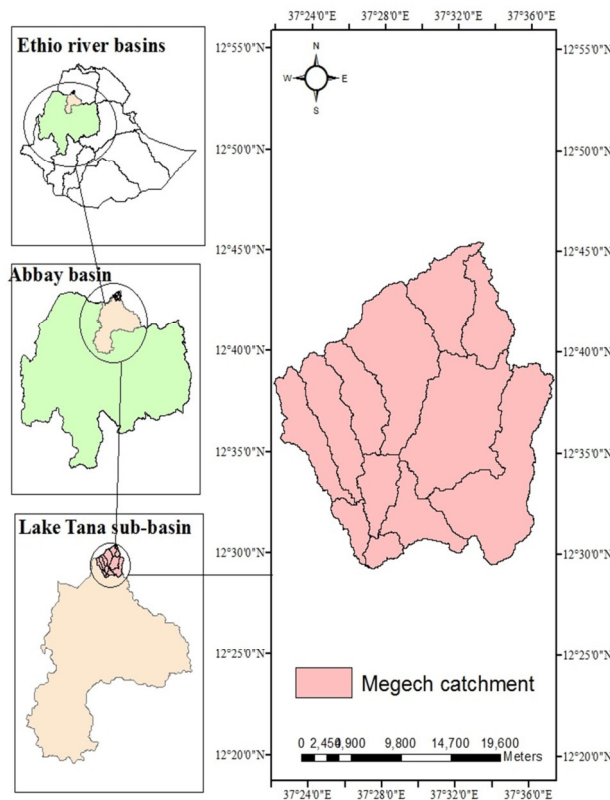 Ethio river basins
Abbay basin
Lake Tana sub-basin
37°24'0"E 37°28'0"E 37°32'0"E 37°36'0"E
12°55'0"N 12°55'0"N
12°50'0"N 12°50'0"N
12°45'0"N 12°45'0"N
12°40'0"N 12°40'0"N
12°35'0"N 12°35'0"N
12°30'0"N 12°30'0"N
12°25'0"N 12°25'0"N
12°20'0"N 12°20'0"N
N
W E
S
Megech catchment
0 2,450 4,900 9,800 14,700 19,600
Meters
37°24'0"E 37°28'0"E 37°32'0"E 37°36'0"E